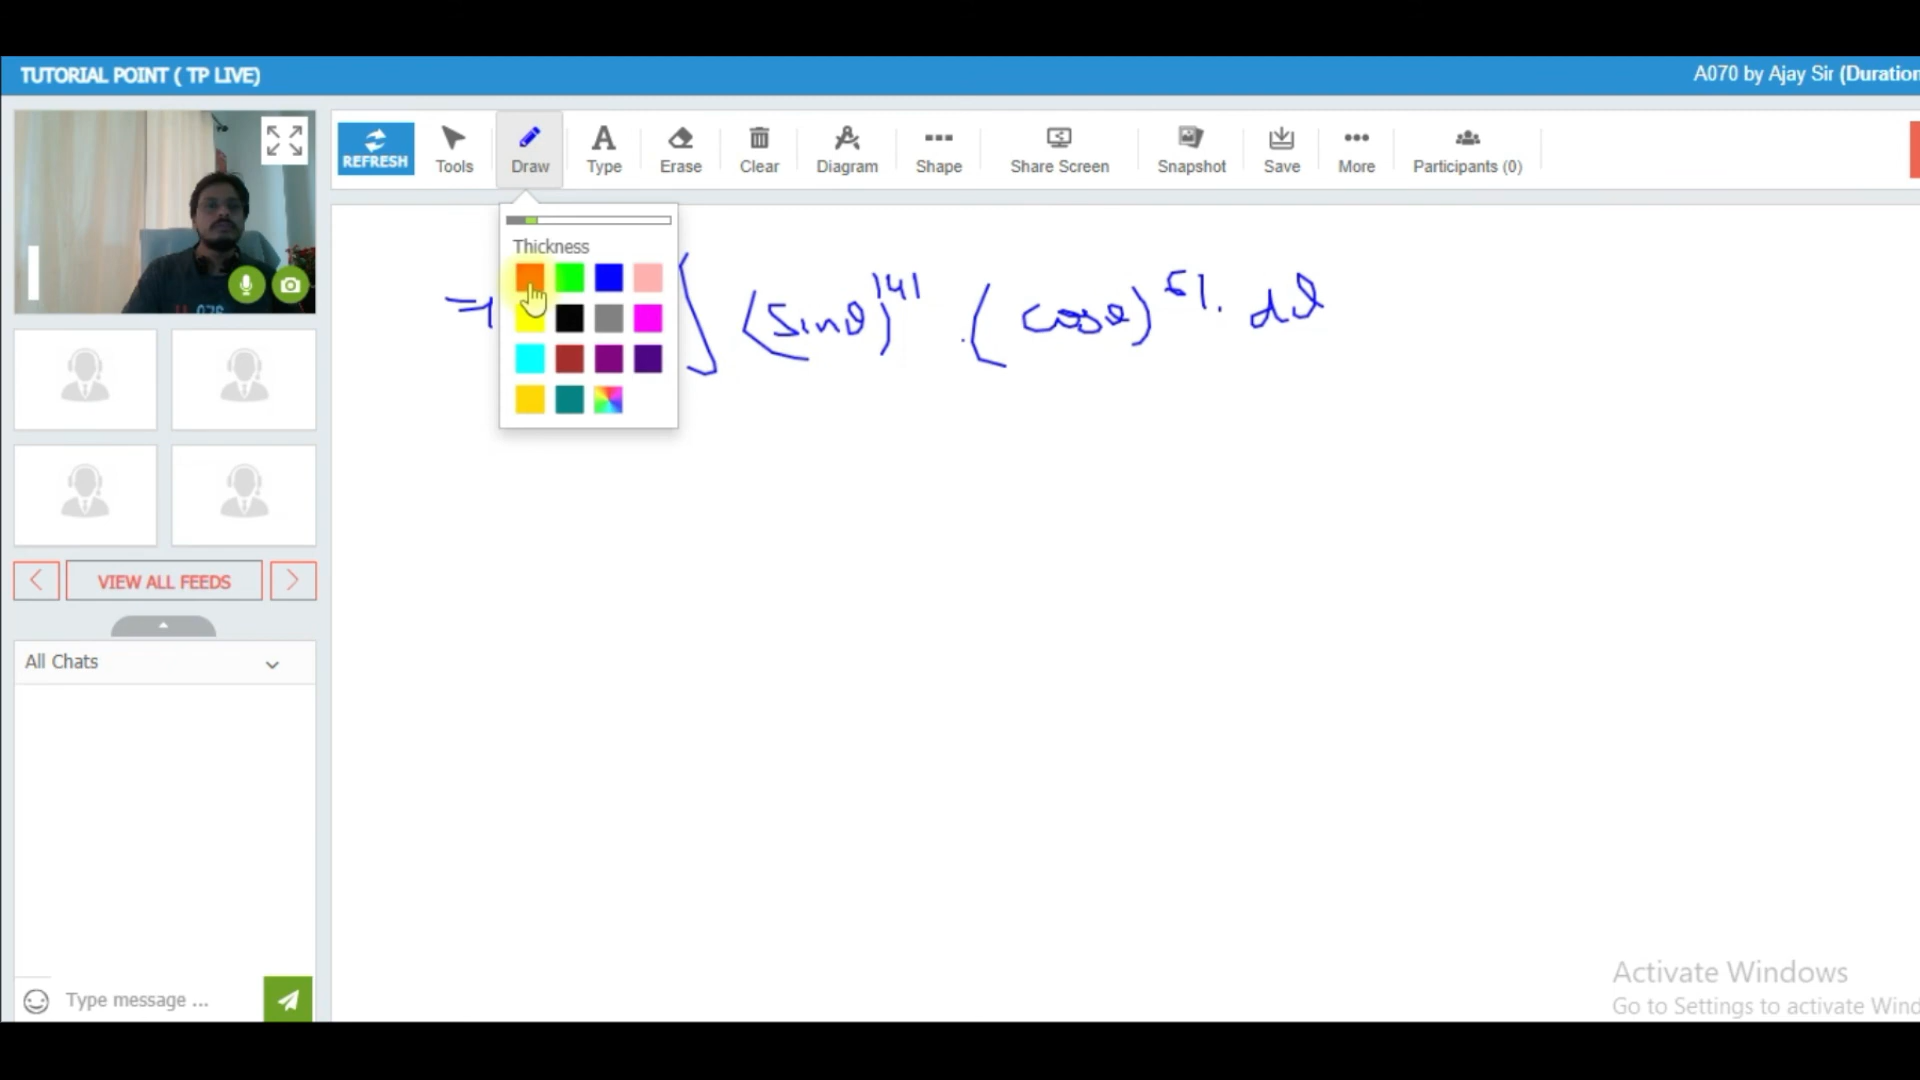 TUTORIAL POINT ( TP LIVE)
A070 by Ajay Sir (Duration
REFRESH
Tools
Draw
Type
Erase
Clear
Diagram
Shape
Share Screen
Snapshot
Save
More
Participants (0)
Thickness
∫ (sinθ)^141 . (cosθ)^51 . dθ
VIEW ALL FEEDS
All Chats
Type message ...
Activate Windows
Go to Settings to activate Wind